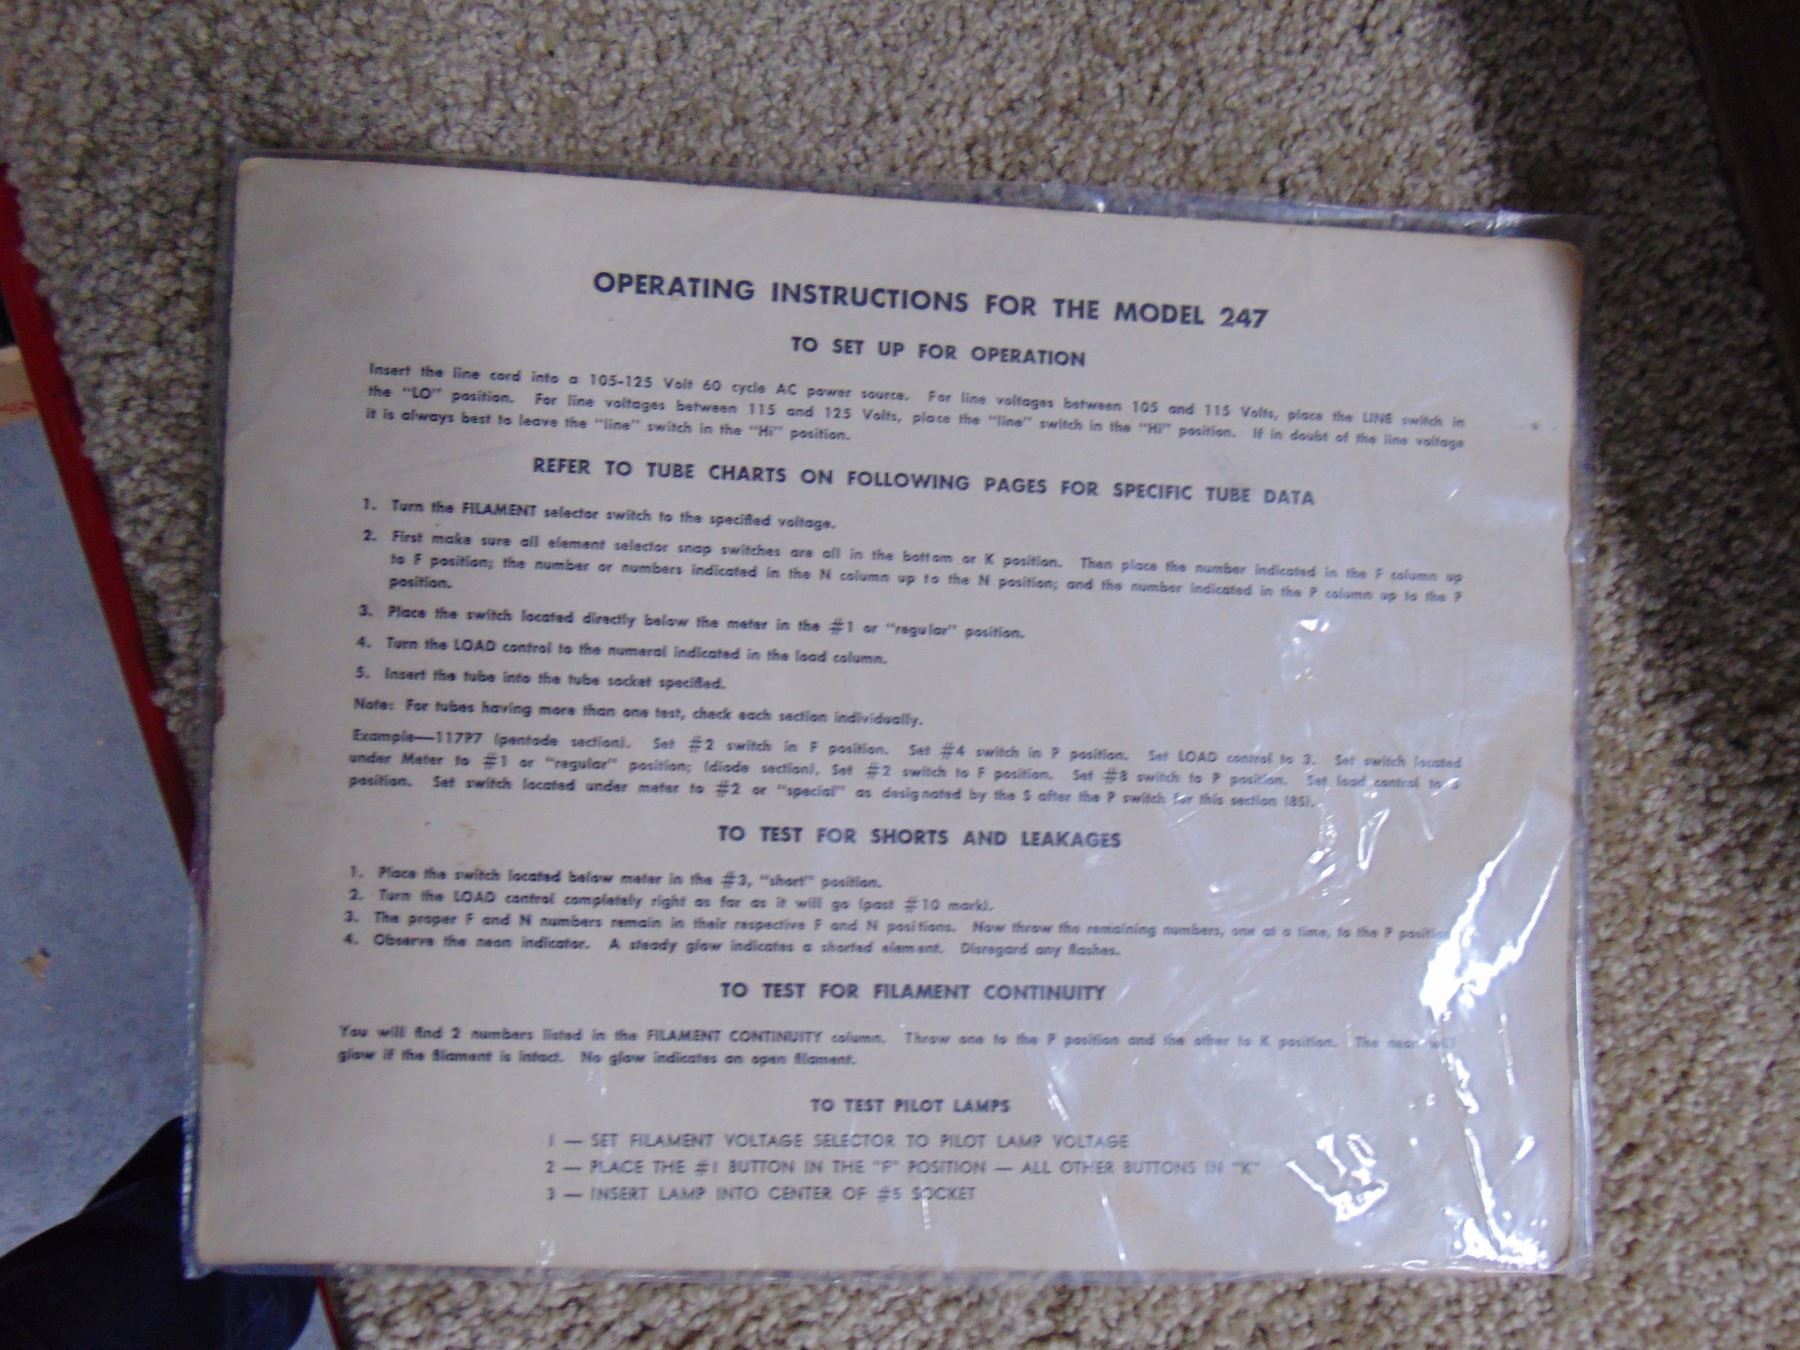 OPERATING INSTRUCTIONS FOR THE MODEL 247
TO SET UP FOR OPERATION
Insert the line cord into a 105-125 Volt 60 cycle AC power source. For line voltages between 105 and 115 Volts, place the LINE switch in
the "LO" position. For line voltages between 115 and 125 Volts, place the "line" switch in the "Hi" position. If in doubt of the line voltage
it is always best to leave the "line" switch in the "Hi" position.
REFER TO TUBE CHARTS ON FOLLOWING PAGES FOR SPECIFIC TUBE DATA
1. Turn the FILAMENT selector switch to the specified voltage.
2. First make sure all element selector snap switches are all in the bottom or K position. Then place the number indicated in the F column up
to F position; the number or numbers indicated in the N column up to the N position; and the number indicated in the P column up to the P
position.
3. Place the switch located directly below the meter in the #1 or "regular" position.
4. Turn the LOAD control to the numeral indicated in the load column.
5. Insert the tube into the tube socket specified.
Note: For tubes having more than one test, check each section individually.
Example—117P7 (pentode section). Set #2 switch in F position. Set #4 switch in P position. Set LOAD control to 3. Set switch located
under Meter to #1 or "regular" position; (diode section), Set #2 switch to F position. Set #8 switch to P position. Set load control to
position. Set switch located under meter to #2 or "special" as designated by the S after the P switch for this section (8S).
TO TEST FOR SHORTS AND LEAKAGES
1. Place the switch located below meter in the #3, "short" position.
2. Turn the LOAD control completely right as far as it will go (past #10 mark).
3. The proper F and N numbers remain in their respective F and N positions. Now throw the remaining numbers, one at a time, to the P position
4. Observe the neon indicator. A steady glow indicates a shorted element. Disregard any flashes.
TO TEST FOR FILAMENT CONTINUITY
You will find 2 numbers listed in the FILAMENT CONTINUITY column. Throw one to the P position and the other to K position. The neon will
glow if the filament is intact. No glow indicates an open filament.
TO TEST PILOT LAMPS
1 — SET FILAMENT VOLTAGE SELECTOR TO PILOT LAMP VOLTAGE
2 — PLACE THE #1 BUTTON IN THE "F" POSITION — ALL OTHER BUTTONS IN "K"
3 — INSERT LAMP INTO CENTER OF #5 SOCKET